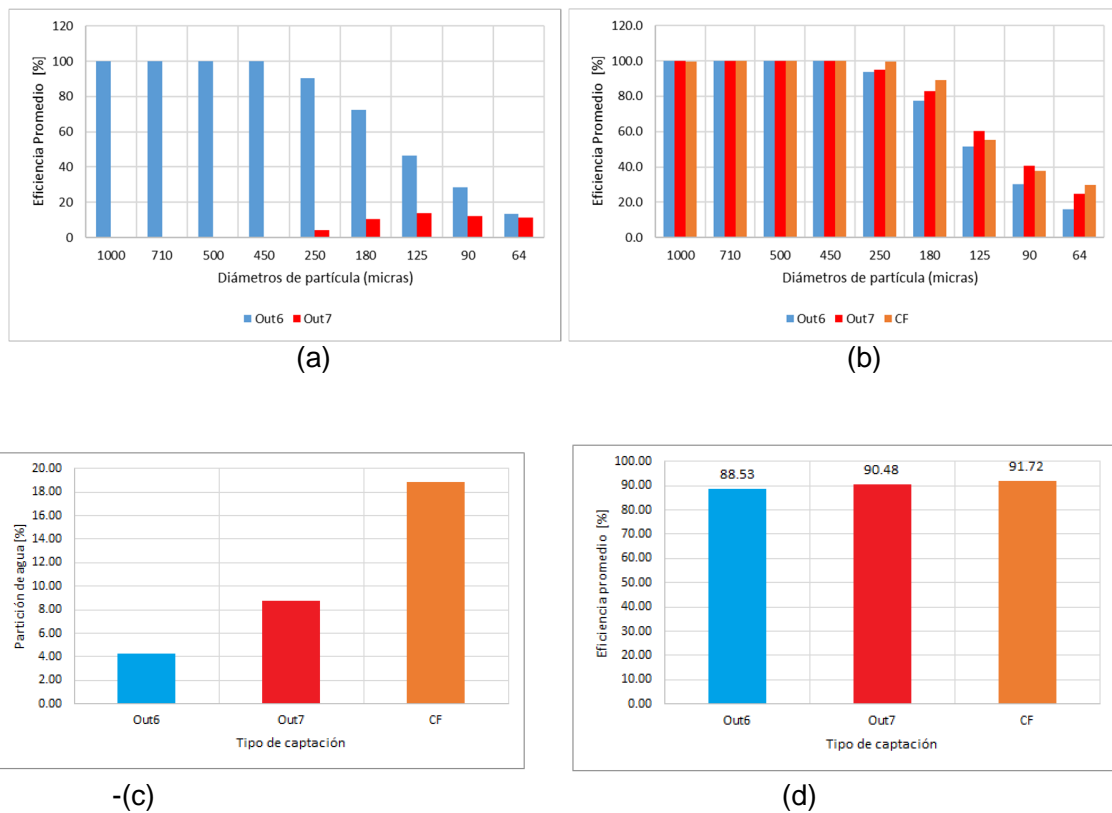 120
100
80
60
40
20
0
Eficiencia Promedio [%]
1000 710 500 450 250 180 125 90 64
Diámetros de partícula (micras)
Out6 Out7
(a)
120.0
100.0
80.0
60.0
40.0
20.0
0.0
Eficiencia Promedio [%]
1000 710 500 450 250 180 125 90 64
Diámetros de partícula (micras)
Out6 Out7 CF
(b)
20.00
18.00
16.00
14.00
12.00
10.00
8.00
6.00
4.00
2.00
0.00
Partición de agua [%]
Out6 Out7 CF
Tipo de captación
-(c)
100.00
90.00
80.00
70.00
60.00
50.00
40.00
30.00
20.00
10.00
0.00
Eficiencia promedio [%]
88.53 90.48 91.72
Out6 Out7 CF
Tipo de captación
(d)